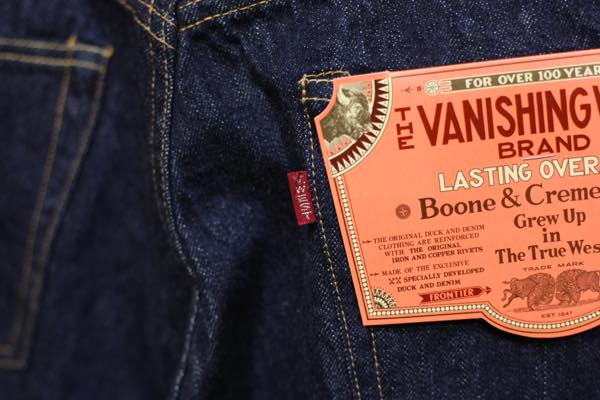 FOR OVER 100 YEAR
THE
VANISHING
BRAND
LASTING OVER
Boone & Creme
Grew Up
in
The True Wes
THE ORIGINAL DUCK AND DENIM
CLOTHING ARE REINFORCED
WITH THE ORIGINAL
IRON AND COPPER RIVETS
MADE OF THE EXCLUSIVE
XX SPECIALLY DEVELOPED
DUCK AND DENIM
FRONTIER
TRADE MARK
EST 1847